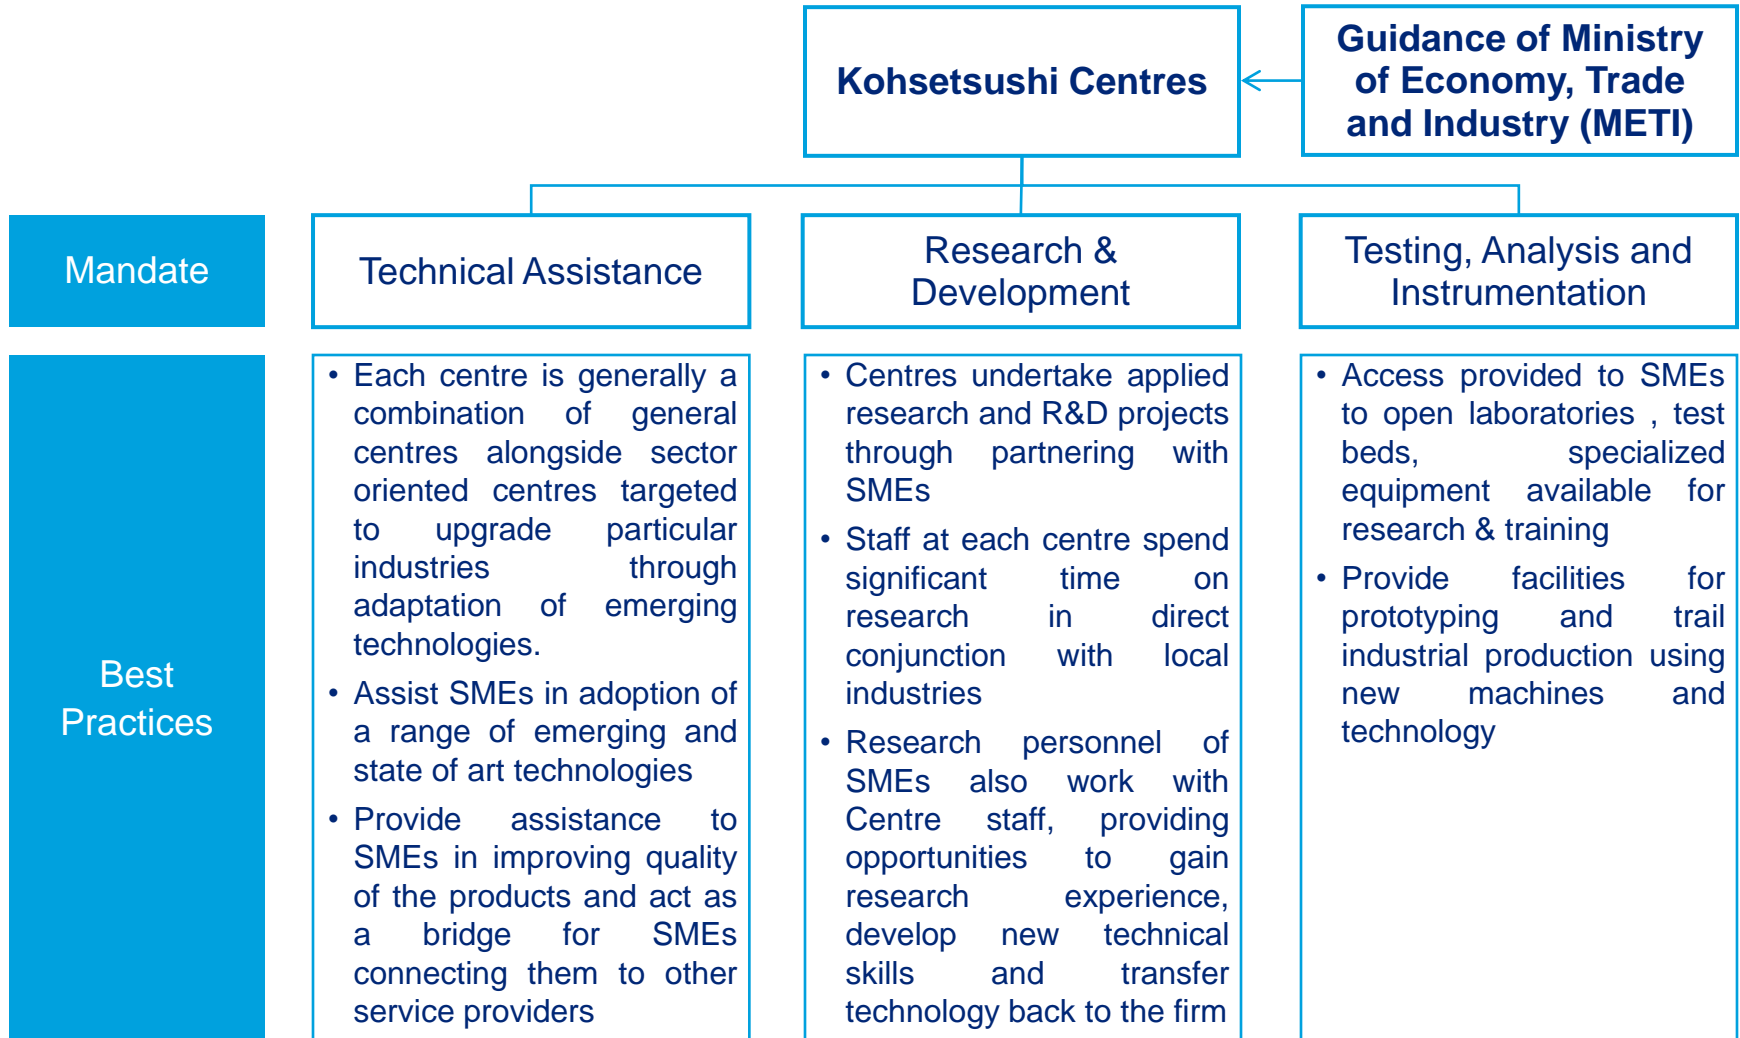 Kohsetsushi Centres
Guidance of Ministry
of Economy, Trade
and Industry (METI)
Mandate
Technical Assistance
Research &
Development
Testing, Analysis and
Instrumentation
Best
Practices
• Each centre is generally a
combination of general
centres alongside sector
oriented centres targeted
to upgrade particular
industries through
adaptation of emerging
technologies.
• Assist SMEs in adoption of
a range of emerging and
state of art technologies
• Provide assistance to
SMEs in improving quality
of the products and act as
a bridge for SMEs
connecting them to other
service providers
• Centres undertake applied
research and R&D projects
through partnering with
SMEs
• Staff at each centre spend
significant time on
research in direct
conjunction with local
industries
• Research personnel of
SMEs also work with
Centre staff, providing
opportunities to gain
research experience,
develop new technical
skills and transfer
technology back to the firm
• Access provided to SMEs
to open laboratories , test
beds, specialized
equipment available for
research & training
• Provide facilities for
prototyping and trail
industrial production using
new machines and
technology